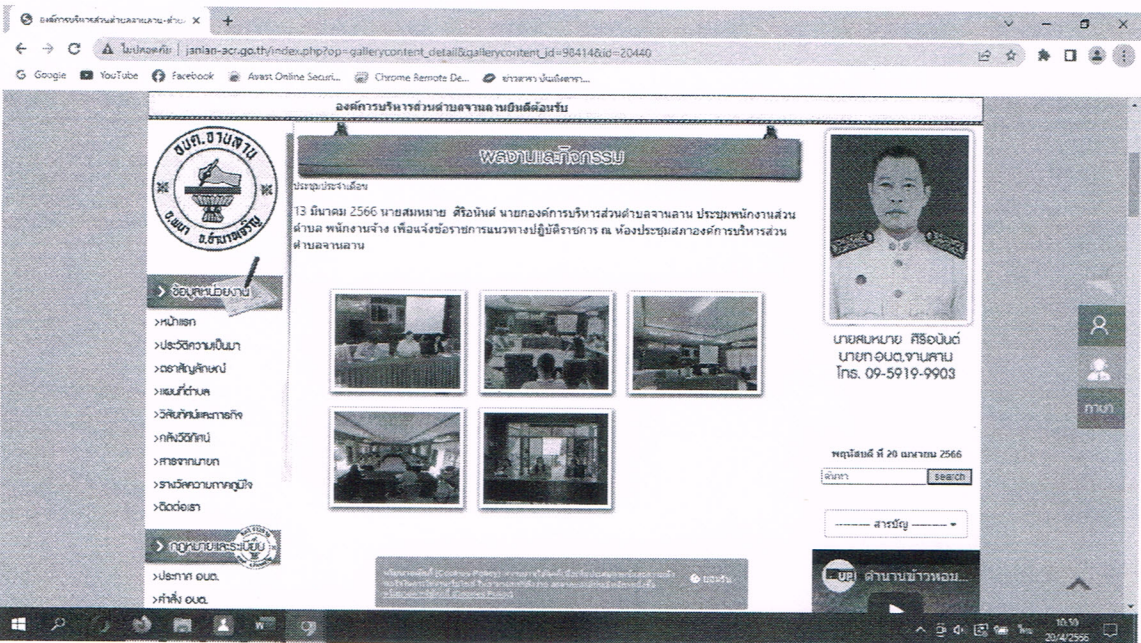 องค์การบริหารส่วนตำบลจานลาน-ตำบ
ไม่ปลอดภัย | janlan-acr.go.th/index.php?op=gallerycontent_detail&gallerycontent_id=98414&id=20440
Google YouTube Facebook Avast Online Securi... Chrome Remote De... ข่าวดารา บันเทิงดารา...
องค์การบริหารส่วนตำบลจานลานยินดีต้อนรับ
อบต.จานลาน
อ.พนา จ.อำนาจเจริญ
ผลงานและกิจกรรม
ประชุมประจำเดือน
13 มีนาคม 2566 นายสมหมาย ศิริอนันต์ นายกองค์การบริหารส่วนตำบลจานลาน ประชุมพนักงานส่วน
ตำบล พนักงานจ้าง เพื่อแจ้งข้อราชการแนวทางปฏิบัติราชการ ณ ห้องประชุมสภาองค์การบริหารส่วน
ตำบลจานลาน
> ข้อมูลหน่วยงาน
>หน้าแรก
>ประวัติความเป็นมา
>ตราสัญลักษณ์
>แผนที่ตำบล
>วิสัยทัศน์และภารกิจ
>คลังวิดีทัศน์
>สารจากนายก
>รางวัลความภาคภูมิใจ
>ติดต่อเรา
> กฎหมายและระเบียบ
>ประกาศ อบต.
>คำสั่ง อบต.
นายสมหมาย ศิริอนันต์
นายก อบต.จานลาน
โทร. 09-5919-9903
ภาษา
พฤหัสบดี ที่ 20 เมษายน 2566
ค้นหา search
---------- สารบัญ ----------
ตำนานข้าวหอม...
ยอมรับ
10:39
20/4/2566